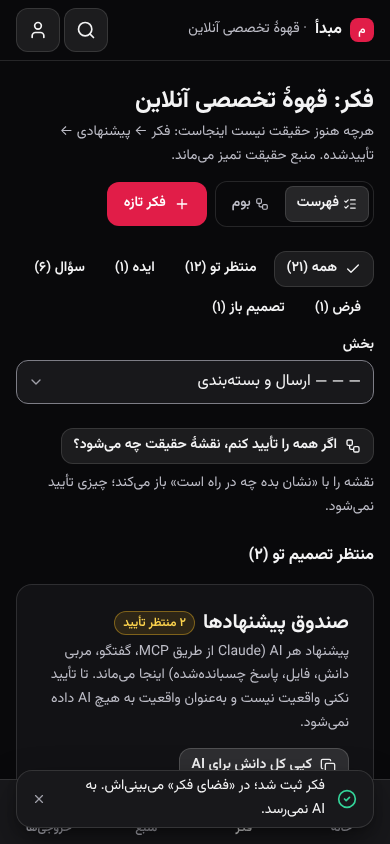 م مبدأ · قهوهٔ تخصصی آنلاین
فکر: قهوهٔ تخصصی آنلاین
هرچه هنوز حقیقت نیست اینجاست: فکر ← پیشنهادی ←
تأییدشده. منبع حقیقت تمیز می‌ماند.
فهرست بوم فکر تازه
همه (۲۱) منتظر تو (۱۲) ایده (۱) سؤال (۶)
فرض (۱) تصمیم باز (۱)
بخش
— — — ارسال و بسته‌بندی
اگر همه را تأیید کنم، نقشهٔ حقیقت چه می‌شود؟
نقشه را با «نشان بده چه در راه است» باز می‌کند؛ چیزی تأیید
نمی‌شود.
منتظر تصمیم تو (۲)
صندوق پیشنهادها ۲ منتظر تأیید
پیشنهاد هر AI (Claude از طریق MCP، گفتگو، مربی
دانش، فایل، پاسخ چسبانده‌شده) اینجا می‌ماند. تا تأیید
نکنی واقعیت نیست و به‌عنوان واقعیت به هیچ AI داده
نمی‌شود.
کپی کل دانش برای AI
فکر ثبت شد؛ در «فضای فکر» می‌بینی‌اش. به
AI نمی‌رسد.
خانه فکر منبع خروجی‌ها